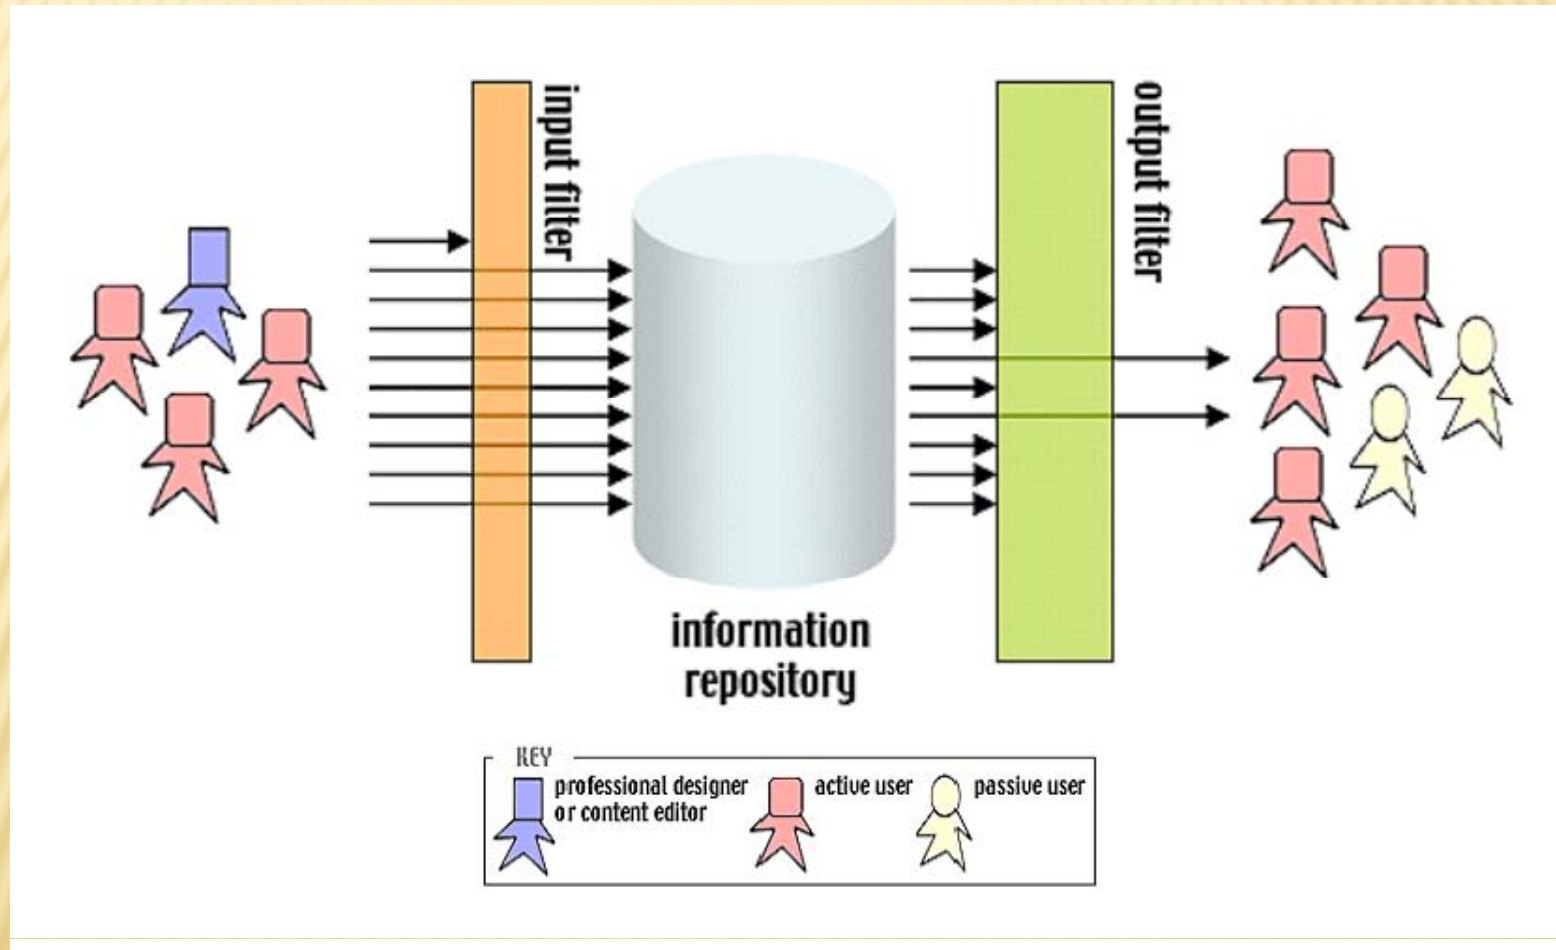 input filter
output filter
information
repository
KEY
professional designer
or content editor
active user
passive user